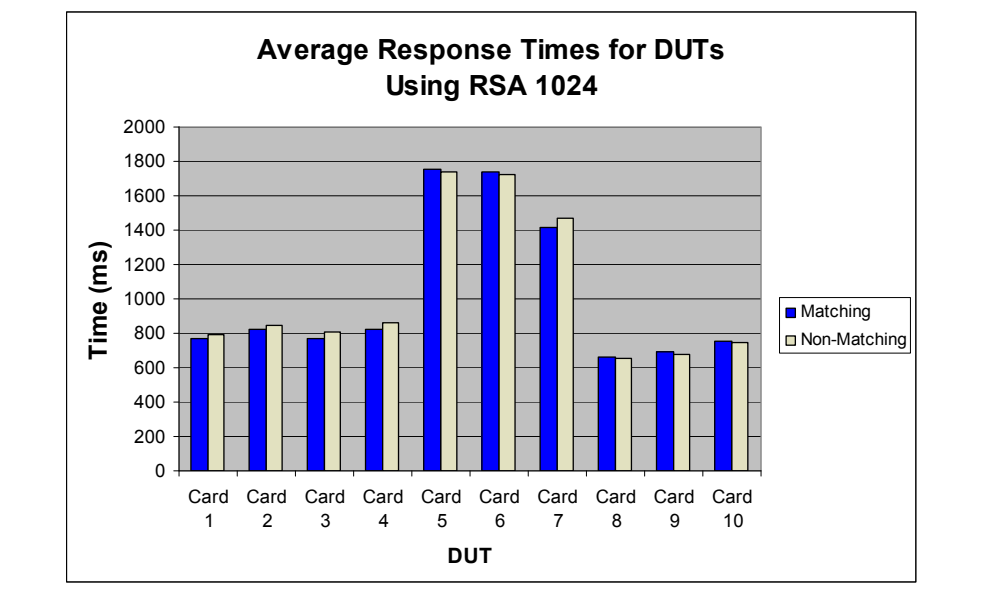 Average Response Times for DUTs
Using RSA 1024
Time (ms)
2000
1800
1600
1400
1200
1000
800
600
400
200
0
Card 1
Card 2
Card 3
Card 4
Card 5
Card 6
Card 7
Card 8
Card 9
Card 10
DUT
Matching
Non-Matching